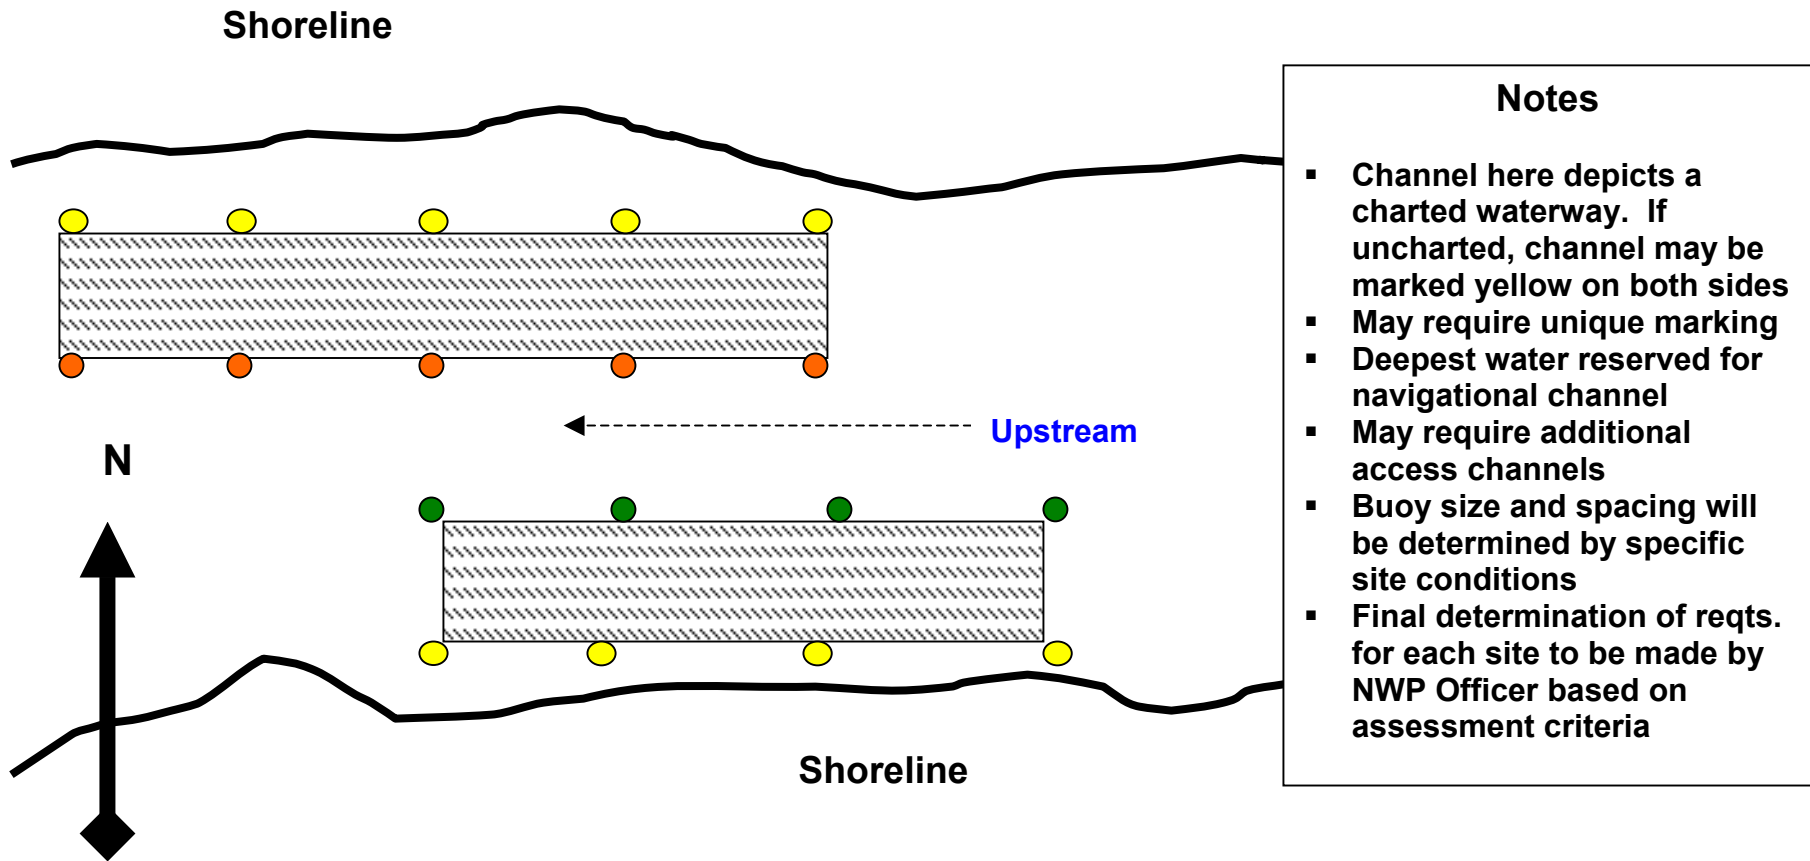 Shoreline
Notes
▪ Channel here depicts a
charted waterway. If
uncharted, channel may be
marked yellow on both sides
▪ May require unique marking
▪ Deepest water reserved for
navigational channel
▪ May require additional
access channels
▪ Buoy size and spacing will
be determined by specific
site conditions
▪ Final determination of reqts.
for each site to be made by
NWP Officer based on
assessment criteria
Upstream
N
Shoreline